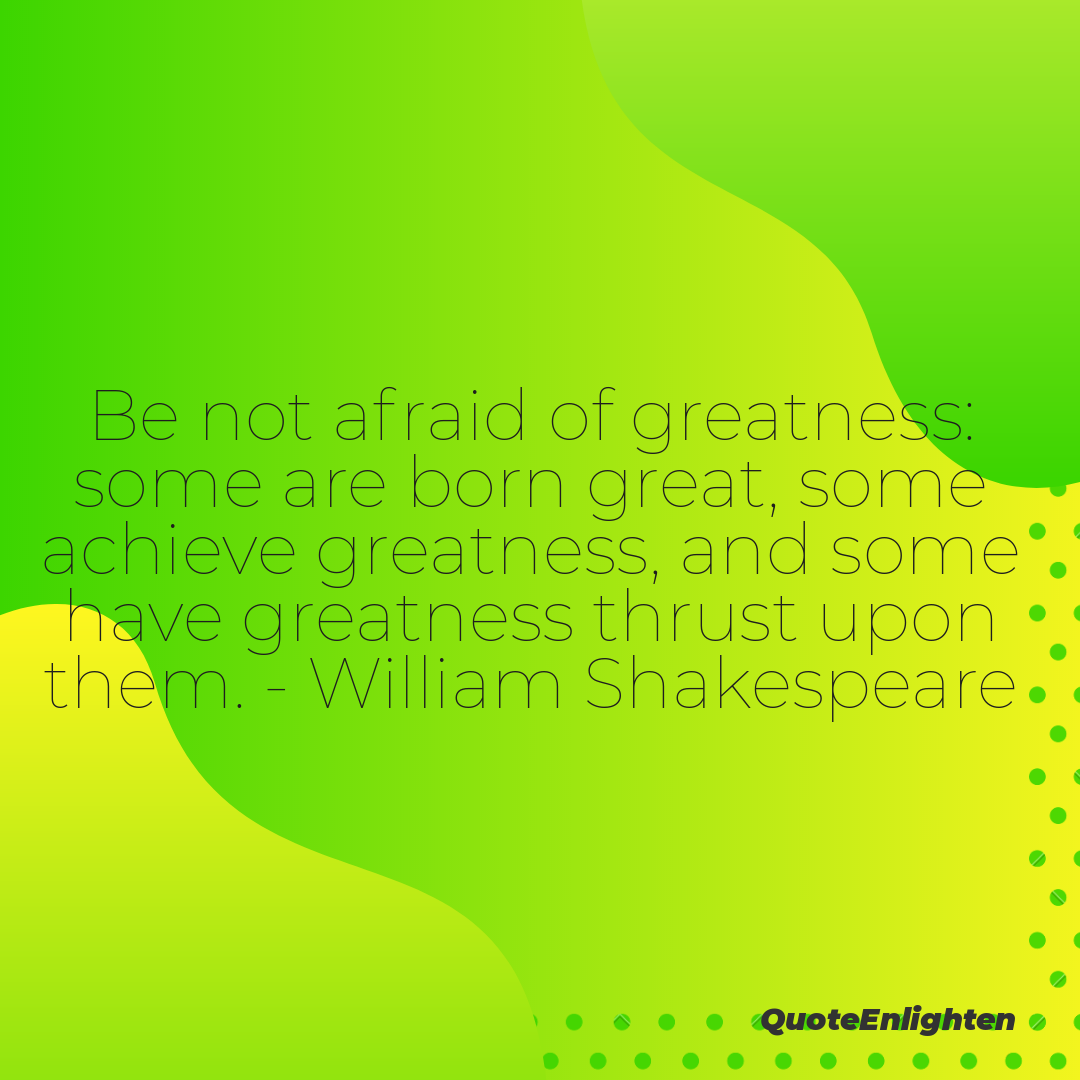 Be not afraid of greatness:
some are born great, some
achieve greatness, and some
have greatness thrust upon
them. - William Shakespeare
QuoteEnlighten